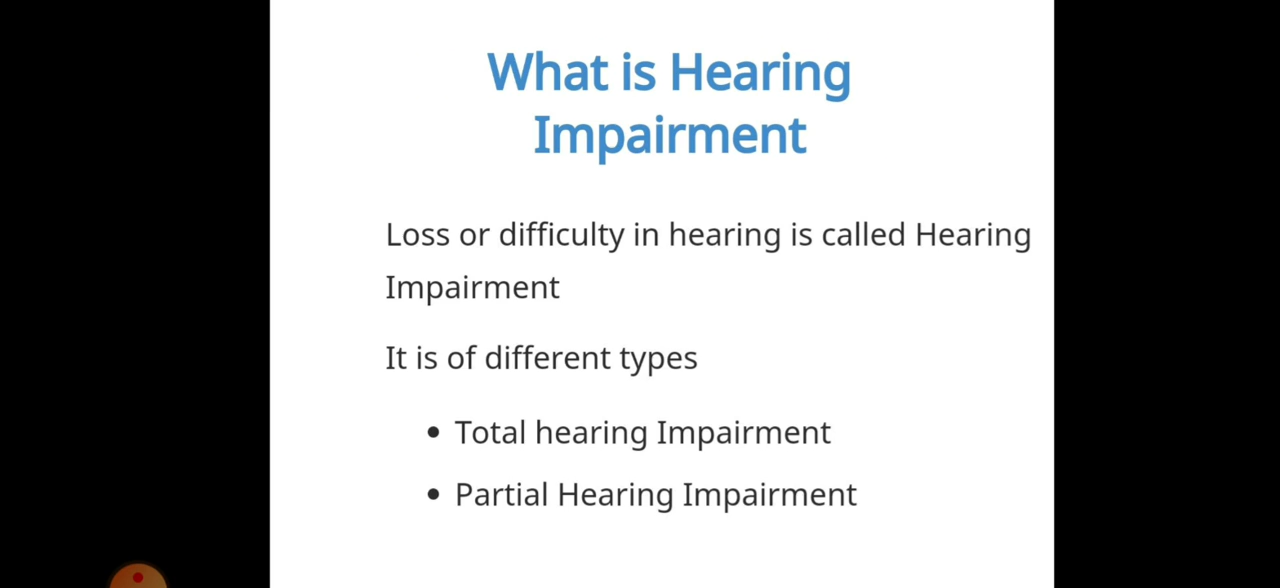 What is Hearing
Impairment
Loss or difficulty in hearing is called Hearing
Impairment
It is of different types
• Total hearing Impairment
• Partial Hearing Impairment